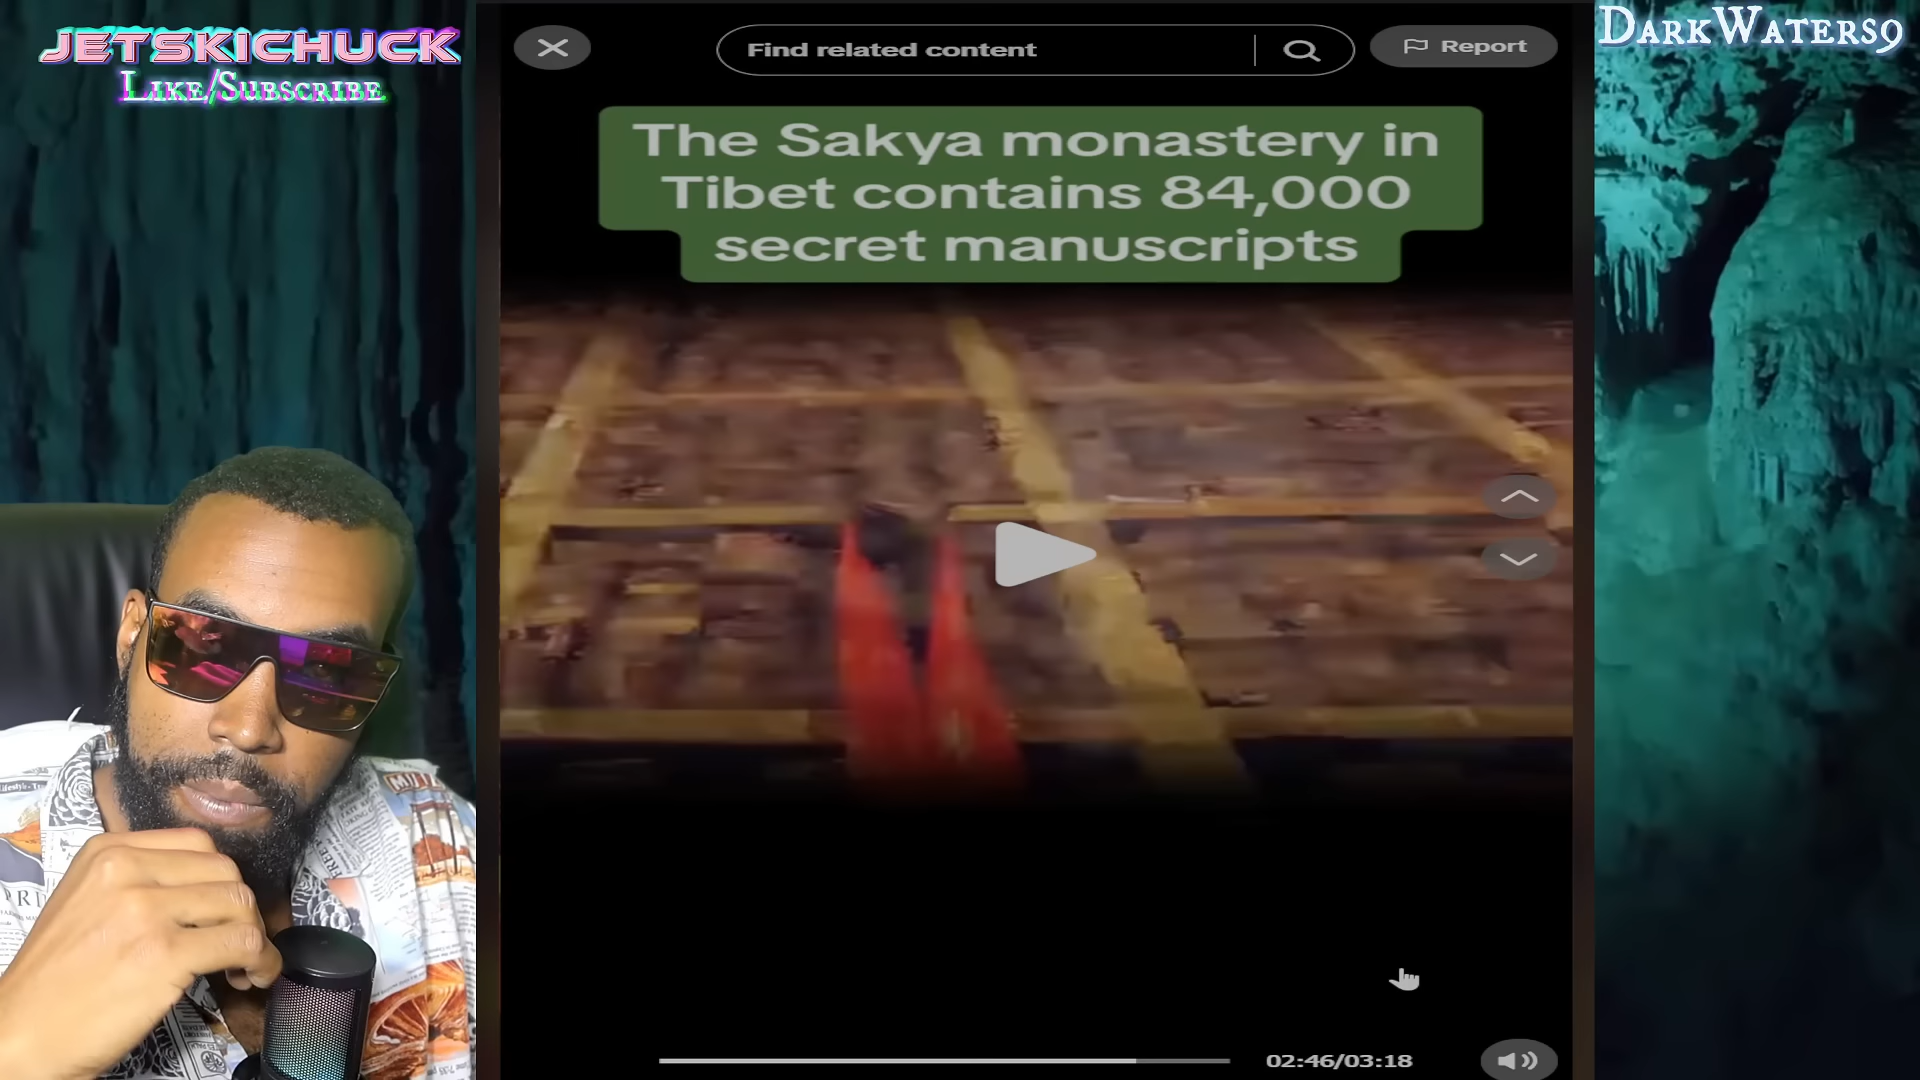 JETSKICHUCK
LIKE/SUBSCRIBE
Find related content
Report
DARKWATERS9
The Sakya monastery in
Tibet contains 84,000
secret manuscripts
02:46/03:18